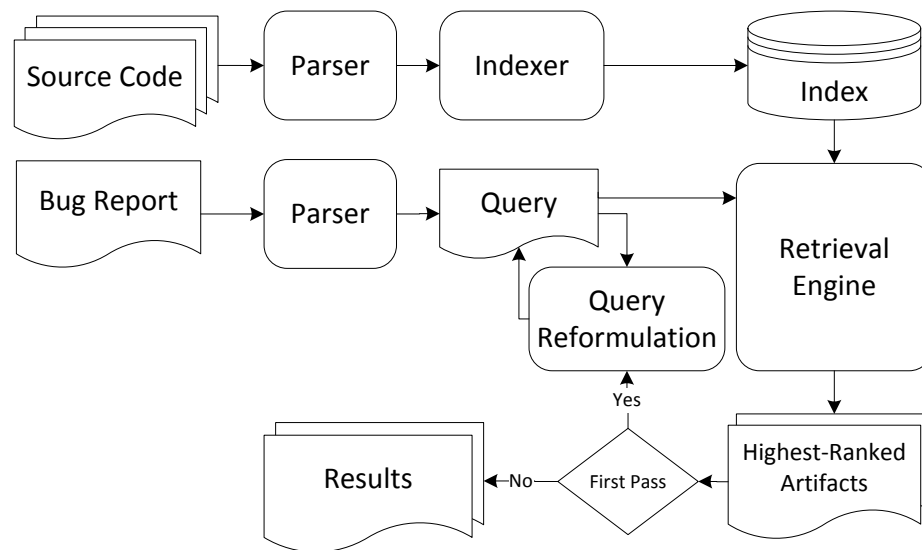 Source Code
Parser
Indexer
Index
Bug Report
Parser
Query
Retrieval
Engine
Query
Reformulation
Yes
Highest-Ranked
Artifacts
First Pass
No
Results